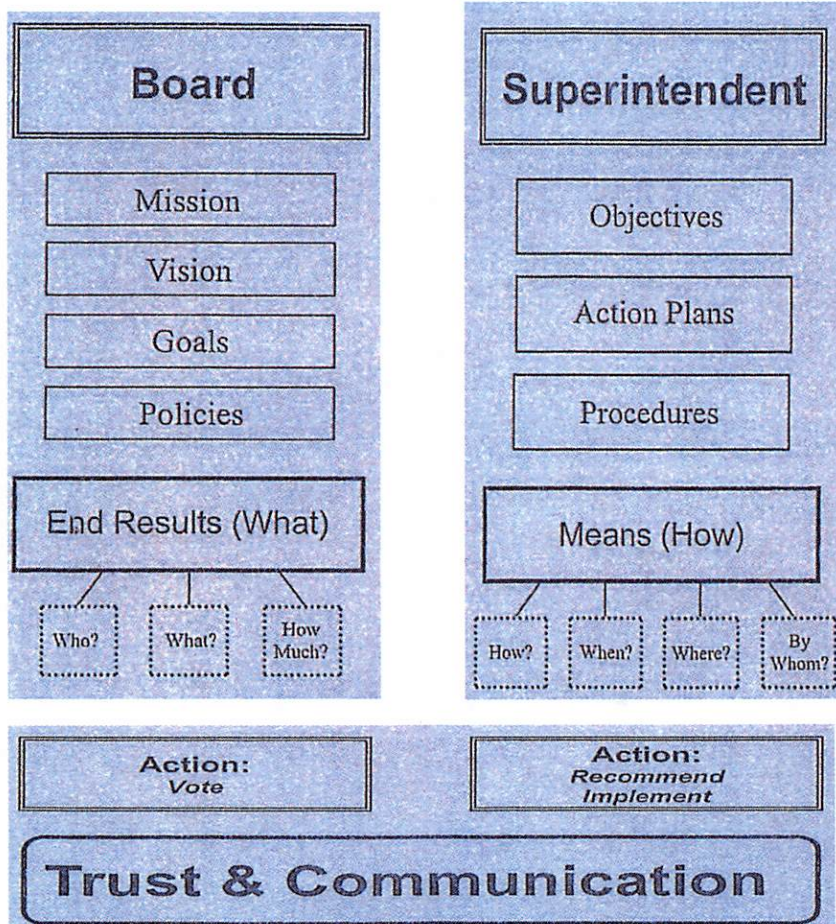 Board
Mission
Vision
Goals
Policies
End Results (What)
Who?
What?
How
Much?
Superintendent
Objectives
Action Plans
Procedures
Means (How)
How?
When?
Where?
By
Whom?
Action:
Vote
Action:
Recommend
Implement
Trust & Communication